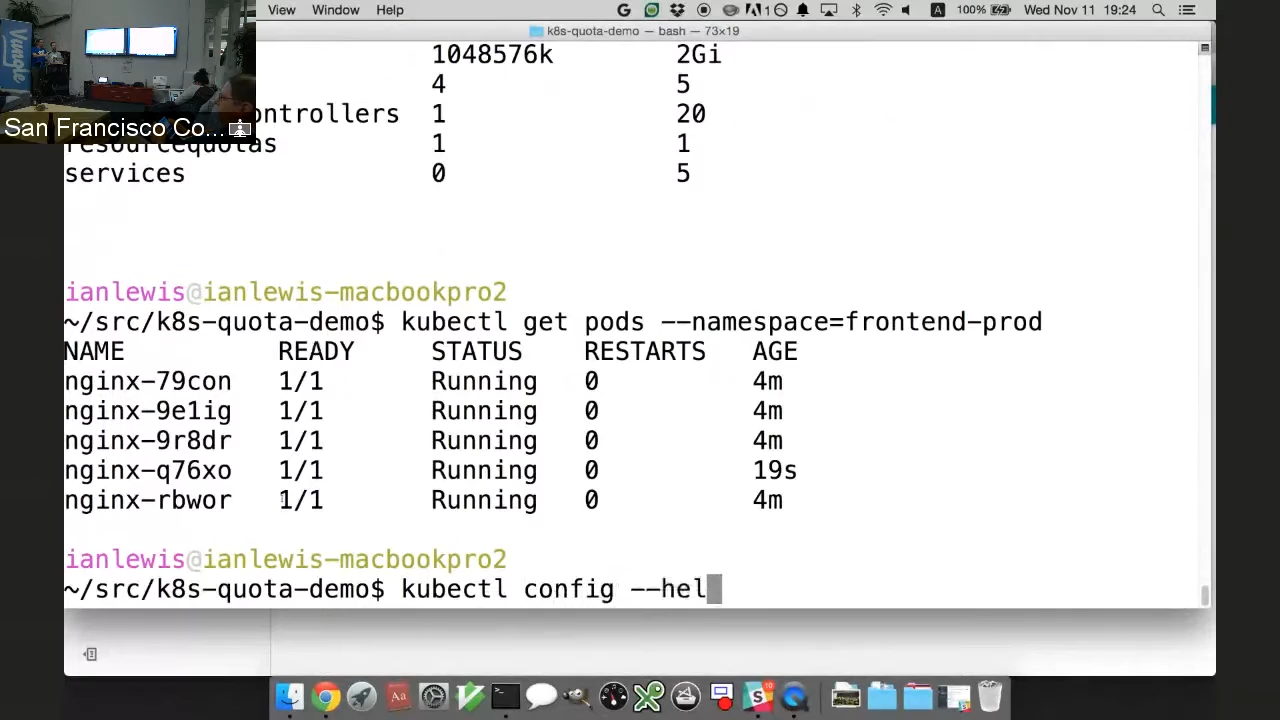 View Window Help
100%
Wed Nov 11 19:24
k8s-quota-demo — bash — 73×19
Vungle
San Francisco Co...
1048576k 2Gi
4 5
ontrollers 1 20
resourcequotas 1 1
services 0 5
ianlewis@ianlewis-macbookpro2
~/src/k8s-quota-demo$ kubectl get pods --namespace=frontend-prod
NAME READY STATUS RESTARTS AGE
nginx-79con 1/1 Running 0 4m
nginx-9e1ig 1/1 Running 0 4m
nginx-9r8dr 1/1 Running 0 4m
nginx-q76xo 1/1 Running 0 19s
nginx-rbwor 1/1 Running 0 4m
ianlewis@ianlewis-macbookpro2
~/src/k8s-quota-demo$ kubectl config --hel